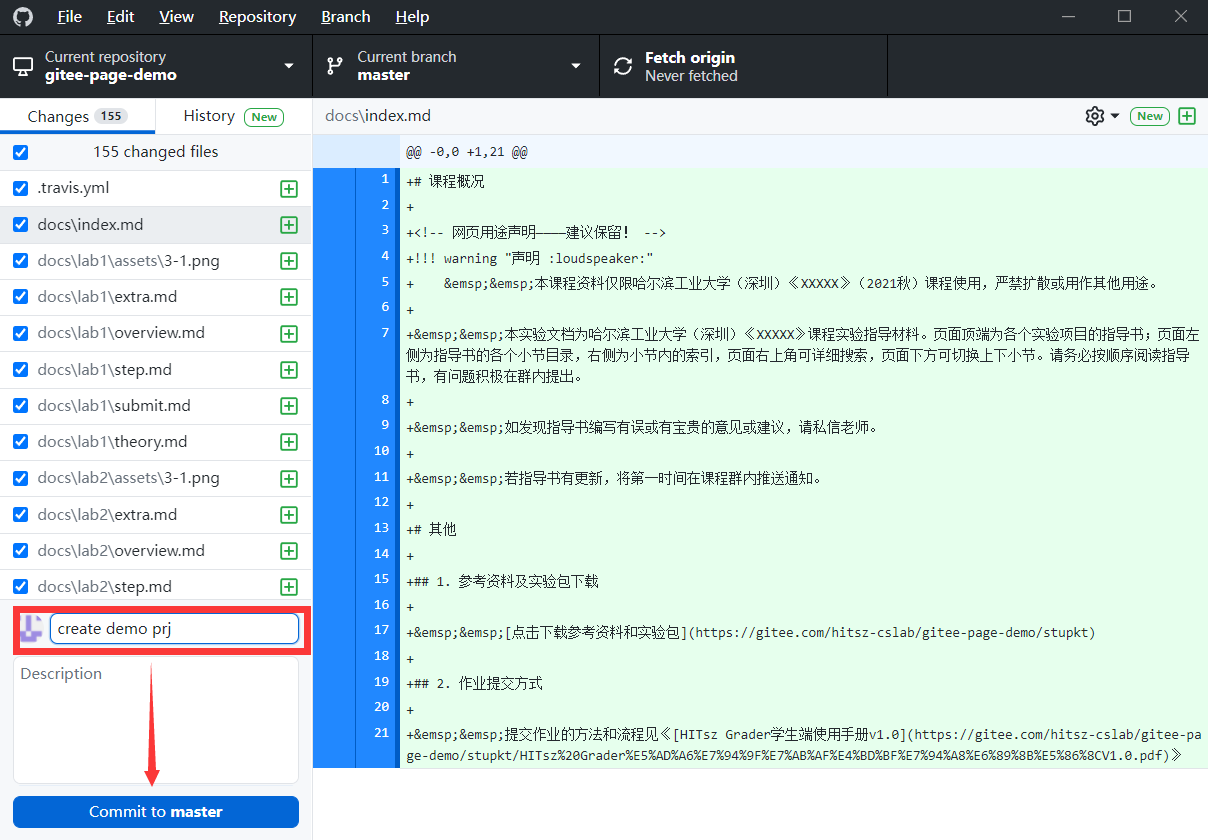 File Edit View Repository Branch Help
Current repository
gitee-page-demo
Current branch
master
Fetch origin
Never fetched
Changes 155
History New
155 changed files
.travis.yml
docs\index.md
docs\lab1\assets\3-1.png
docs\lab1\extra.md
docs\lab1\overview.md
docs\lab1\step.md
docs\lab1\submit.md
docs\lab1\theory.md
docs\lab2\assets\3-1.png
docs\lab2\extra.md
docs\lab2\overview.md
docs\lab2\step.md
create demo prj
Description
Commit to master
docs\index.md
New
@@ -0,0 +1,21 @@
1 +# 课程概况
2 +
3 +<!-- 网页用途声明————建议保留! -->
4 +!!! warning "声明 :loudspeaker:"
5 +    &emsp;&emsp;本课程资料仅限哈尔滨工业大学（深圳）《XXXXX》（2021秋）课程使用，严禁扩散或用作其他用途。
6 +
7 +&emsp;&emsp;本实验文档为哈尔滨工业大学（深圳）《XXXXX》课程实验指导材料。页面顶端为各个实验项目的指导书；页面左
侧为指导书的各个小节目录，右侧为小节内的索引，页面右上角可详细搜索，页面下方可切换上下小节。请务必按顺序阅读指导
书，有问题积极在群内提出。
8 +
9 +&emsp;&emsp;如发现指导书编写有误或有宝贵的意见或建议，请私信老师。
10 +
11 +&emsp;&emsp;若指导书有更新，将第一时间在课程群内推送通知。
12 +
13 +# 其他
14 +
15 +## 1. 参考资料及实验包下载
16 +
17 +&emsp;&emsp;[点击下载参考资料和实验包](https://gitee.com/hitsz-cslab/gitee-page-demo/stupkt)
18 +
19 +## 2. 作业提交方式
20 +
21 +&emsp;&emsp;提交作业的方法和流程见《[HITsz Grader学生端使用手册v1.0](https://gitee.com/hitsz-cslab/gitee-pa
ge-demo/stupkt/HITsz%20Grader%E5%AD%A6%E7%94%9F%E7%AB%AF%E4%BD%BF%E7%94%A8%E6%89%8B%E5%86%8CV1.0.pdf)》